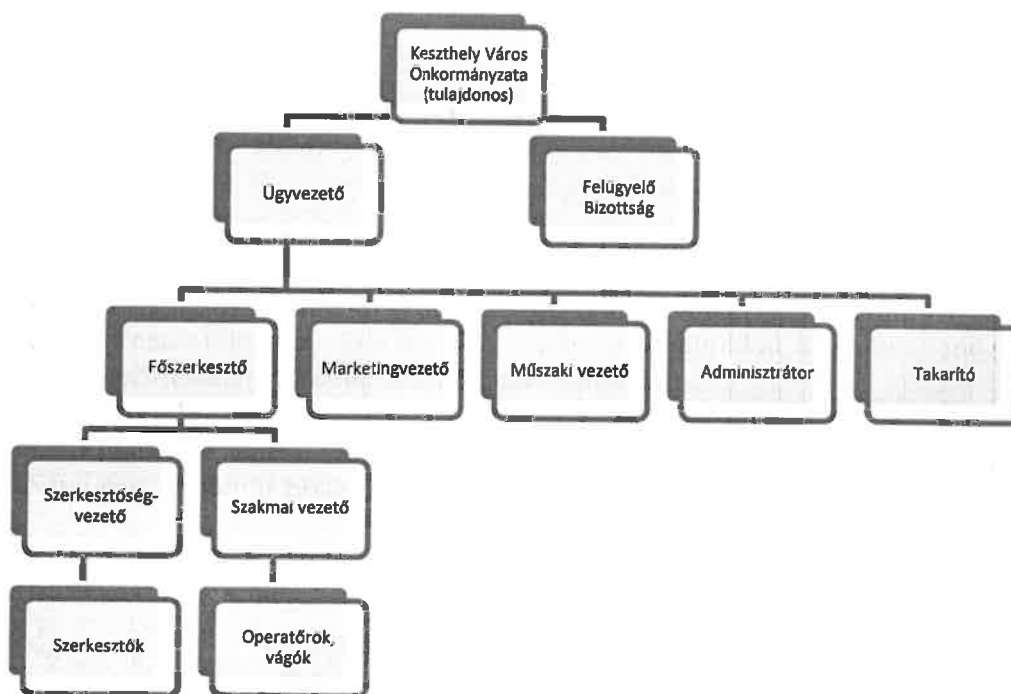 Keszthely Város
Önkormányzata
(tulajdonos)
Ügyvezető
Felügyelő
Bizottság
Főszerkesztő
Marketingvezető
Műszaki vezető
Adminisztrátor
Takarító
Szerkesztőség-
vezető
Szakmai vezető
Szerkesztők
Operatőrök,
vágók